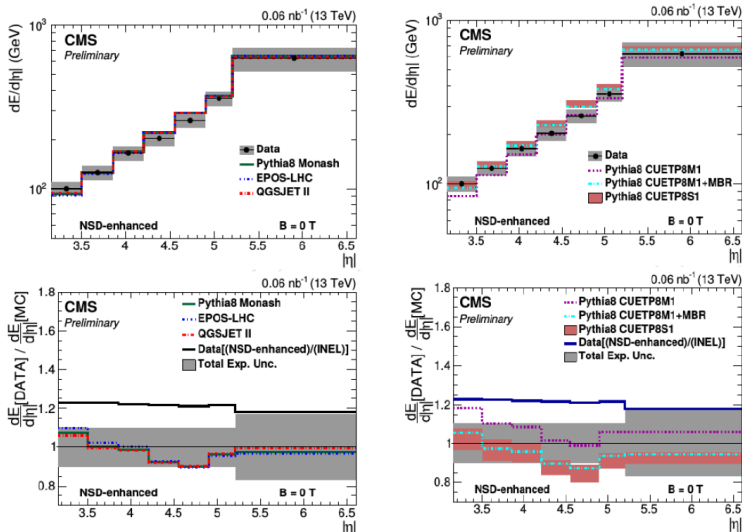 0.06 nb⁻¹ (13 TeV)
dE/d|η| (GeV)
10³
10²
CMS
Preliminary
Data
Pythia8 Monash
EPOS-LHC
QGSJET II
NSD-enhanced
B = 0 T
3.5 4 4.5 5 5.5 6 6.5
|η|
0.06 nb⁻¹ (13 TeV)
dE/d|η| (GeV)
10³
10²
CMS
Preliminary
Data
Pythia8 CUETP8M1
Pythia8 CUETP8M1+MBR
Pythia8 CUETP8S1
NSD-enhanced
B = 0 T
3.5 4 4.5 5 5.5 6 6.5
|η|
0.06 nb⁻¹ (13 TeV)
dE/d|η| [DATA] / dE/d|η| [MC]
1.8
1.6
1.4
1.2
1
0.8
CMS
Preliminary
Pythia8 Monash
EPOS-LHC
QGSJET II
Data[(NSD-enhanced)/(INEL)]
Total Exp. Unc.
NSD-enhanced
B = 0 T
3.5 4 4.5 5 5.5 6 6.5
|η|
0.06 nb⁻¹ (13 TeV)
dE/d|η| [DATA] / dE/d|η| [MC]
1.8
1.6
1.4
1.2
1
0.8
CMS
Preliminary
Pythia8 CUETP8M1
Pythia8 CUETP8M1+MBR
Pythia8 CUETP8S1
Data[(NSD-enhanced)/(INEL)]
Total Exp. Unc.
NSD-enhanced
B = 0 T
3.5 4 4.5 5 5.5 6 6.5
|η|